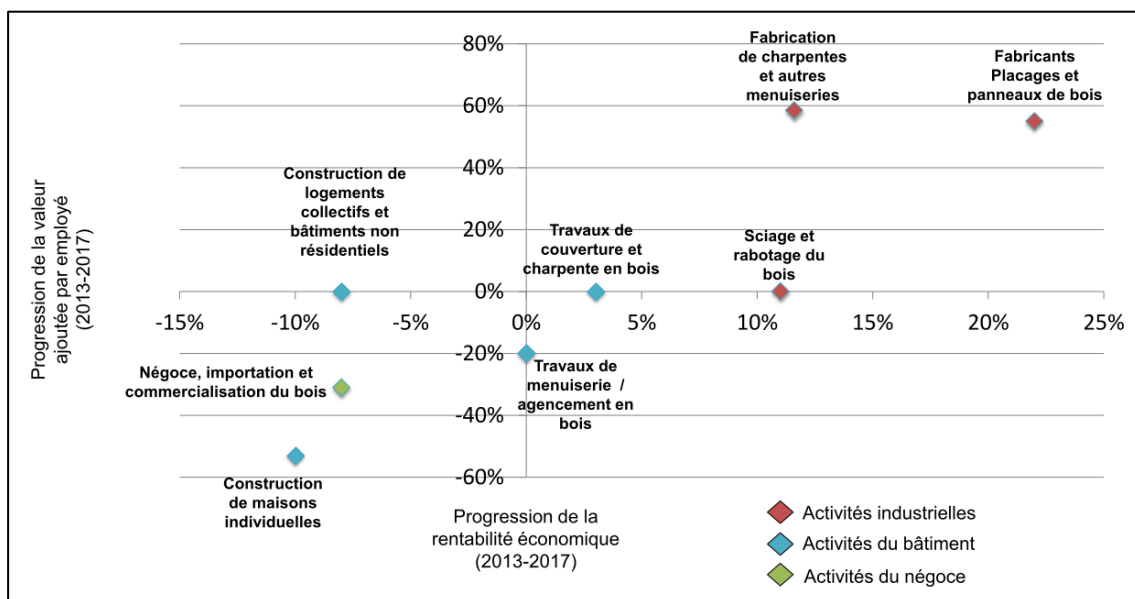 80%
60%
40%
20%
0%
-20%
-40%
-60%
-15%
-10%
-5%
0%
5%
10%
15%
20%
25%
Progression de la valeur
ajoutée par employé
(2013-2017)
Fabrication
de charpentes
et autres
menuiseries
Fabricants
Placages et
panneaux de bois
Construction de
logements
collectifs et
bâtiments non
résidentiels
Travaux de
couverture et
charpente en bois
Sciage et
rabotage du
bois
Négoce, importation et
commercialisation du bois
Travaux de
menuiserie /
agencement en
bois
Construction
de maisons
individuelles
Progression de la
rentabilité économique
(2013-2017)
Activités industrielles
Activités du bâtiment
Activités du négoce